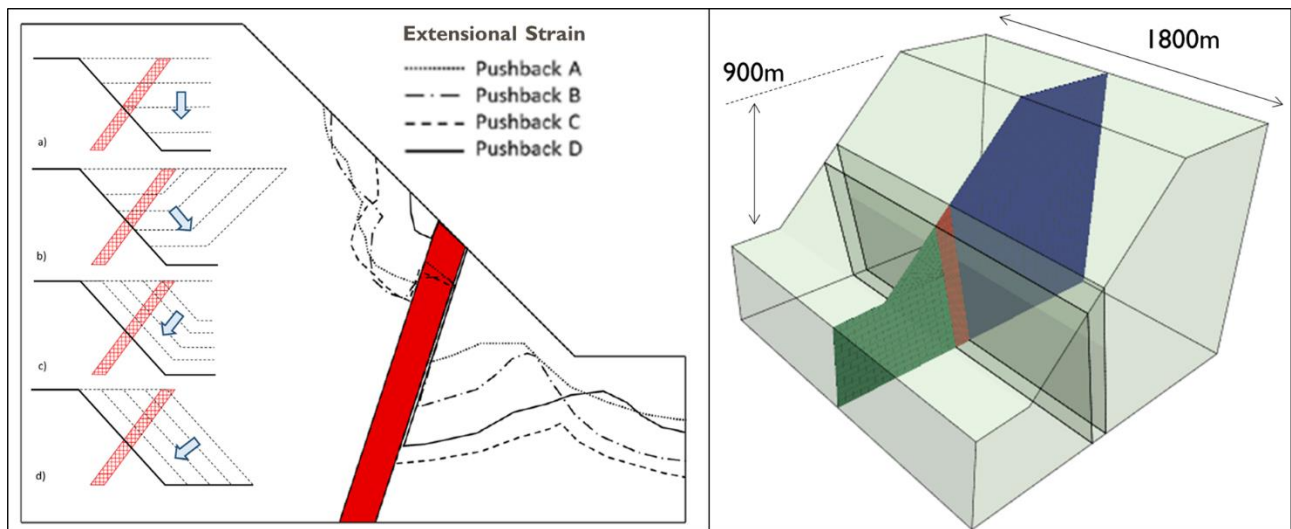 Extensional Strain
Pushback A
Pushback B
Pushback C
Pushback D
a)
b)
c)
d)
900m
1800m